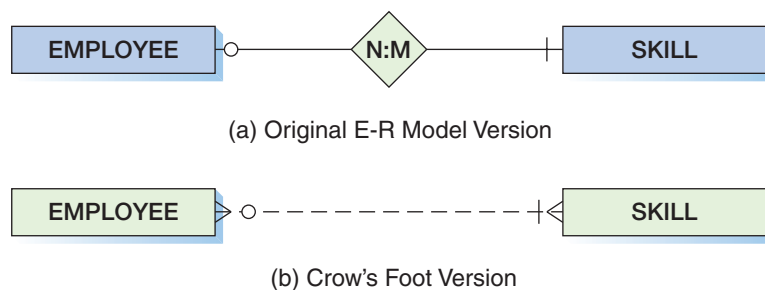 EMPLOYEE N:M SKILL
(a) Original E-R Model Version
EMPLOYEE SKILL
(b) Crow's Foot Version